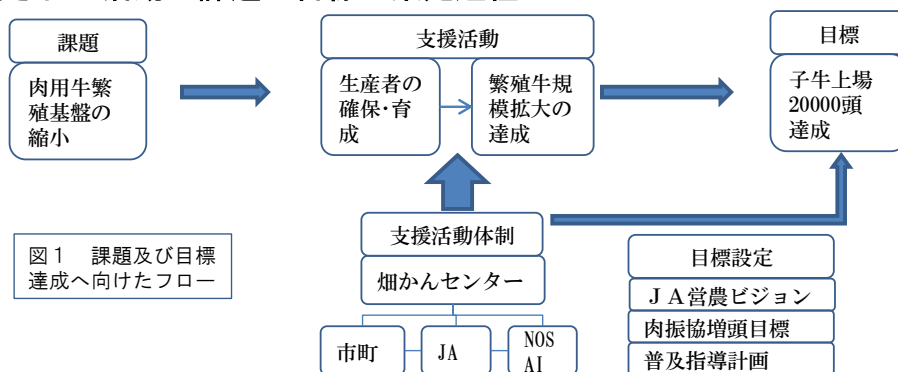 課題
肉用牛繁
殖基盤の
縮小
支援活動
生産者の
確保・育
成
繁殖牛規
模拡大の
達成
目標
子牛上場
20000頭
達成
図１　課題及び目標
達成へ向けたフロー
支援活動体制
畑かんセンター
市町
JA
NOS
AI
目標設定
ＪＡ営農ビジョン
肉振協増頭目標
普及指導計画